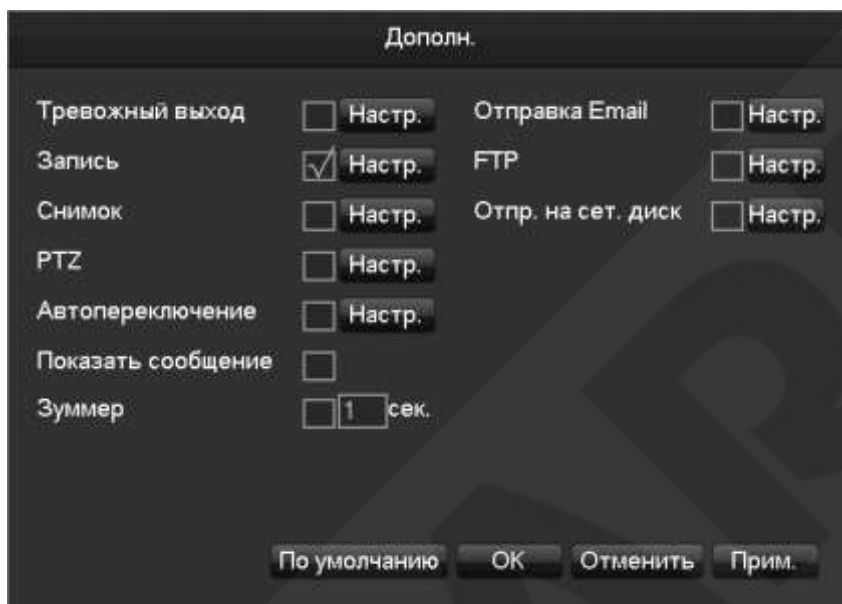 Дополн.
Тревожный выход Настр. Отправка Email Настр.
Запись Настр. FTP Настр.
Снимок Настр. Отпр. на сет. диск Настр.
PTZ Настр.
Автопереключение Настр.
Показать сообщение
Зуммер 1 сек.
По умолчанию OK Отменить Прим.